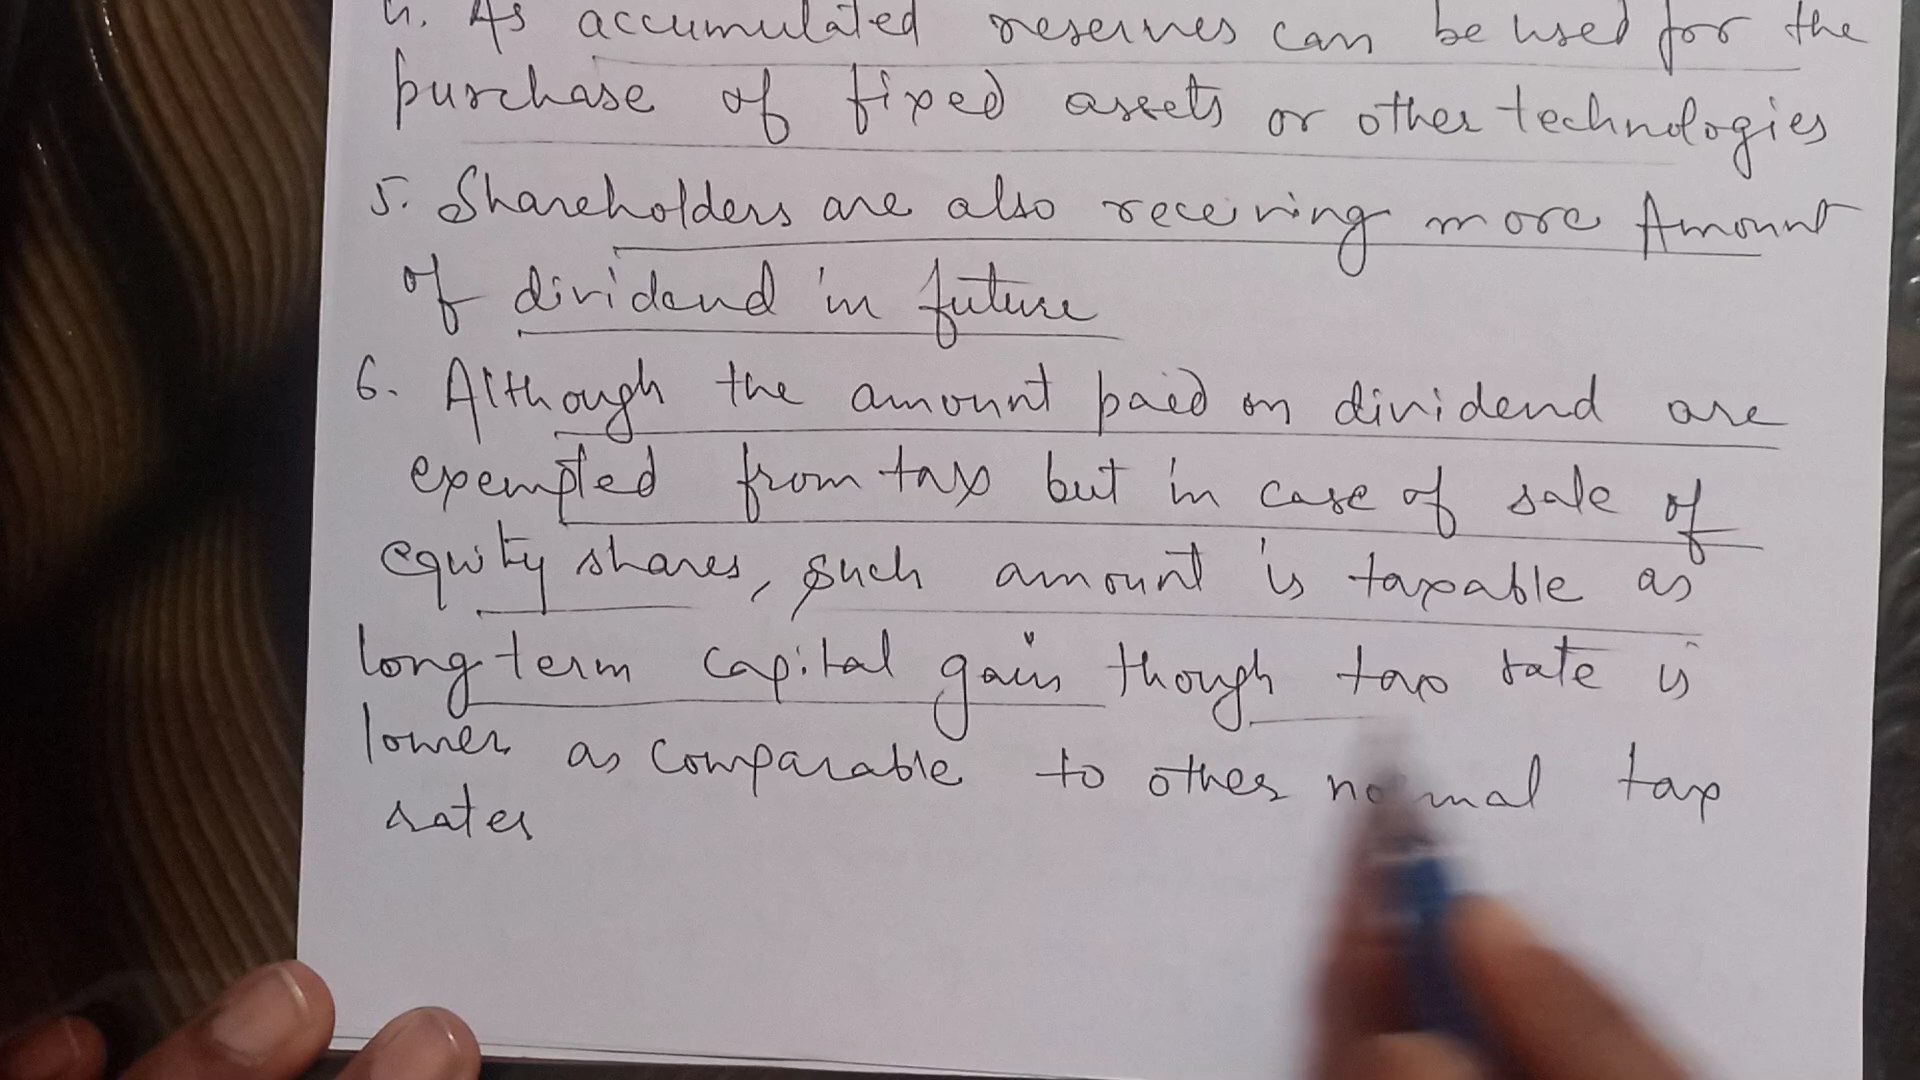 4. As accumulated reserves can be used for the
purchase of fixed assets or other technologies
5. Shareholders are also receiving more Amount
of dividend in future
6. Although the amount paid on dividend are
exempted from tax but in case of sale of
equity shares, such amount is taxable as
long term capital gain though tax rate is
lower as comparable to other normal tax
rates